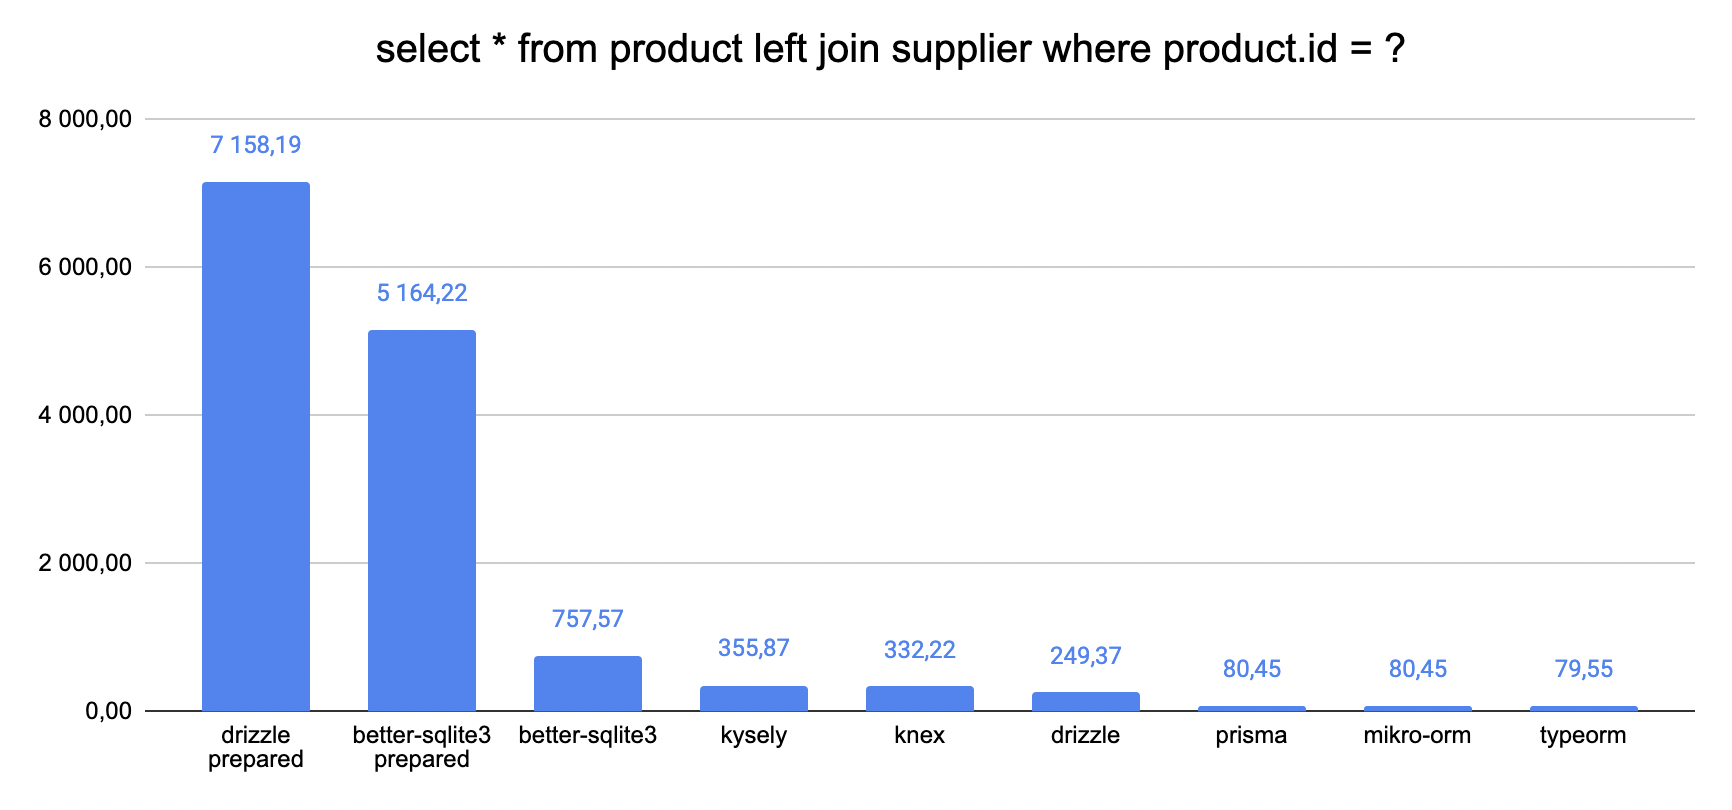 select * from product left join supplier where product.id = ?
8 000,00
6 000,00
4 000,00
2 000,00
0,00
7 158,19
5 164,22
757,57
355,87
332,22
249,37
80,45
80,45
79,55
drizzle
prepared
better-sqlite3
prepared
better-sqlite3
kysely
knex
drizzle
prisma
mikro-orm
typeorm